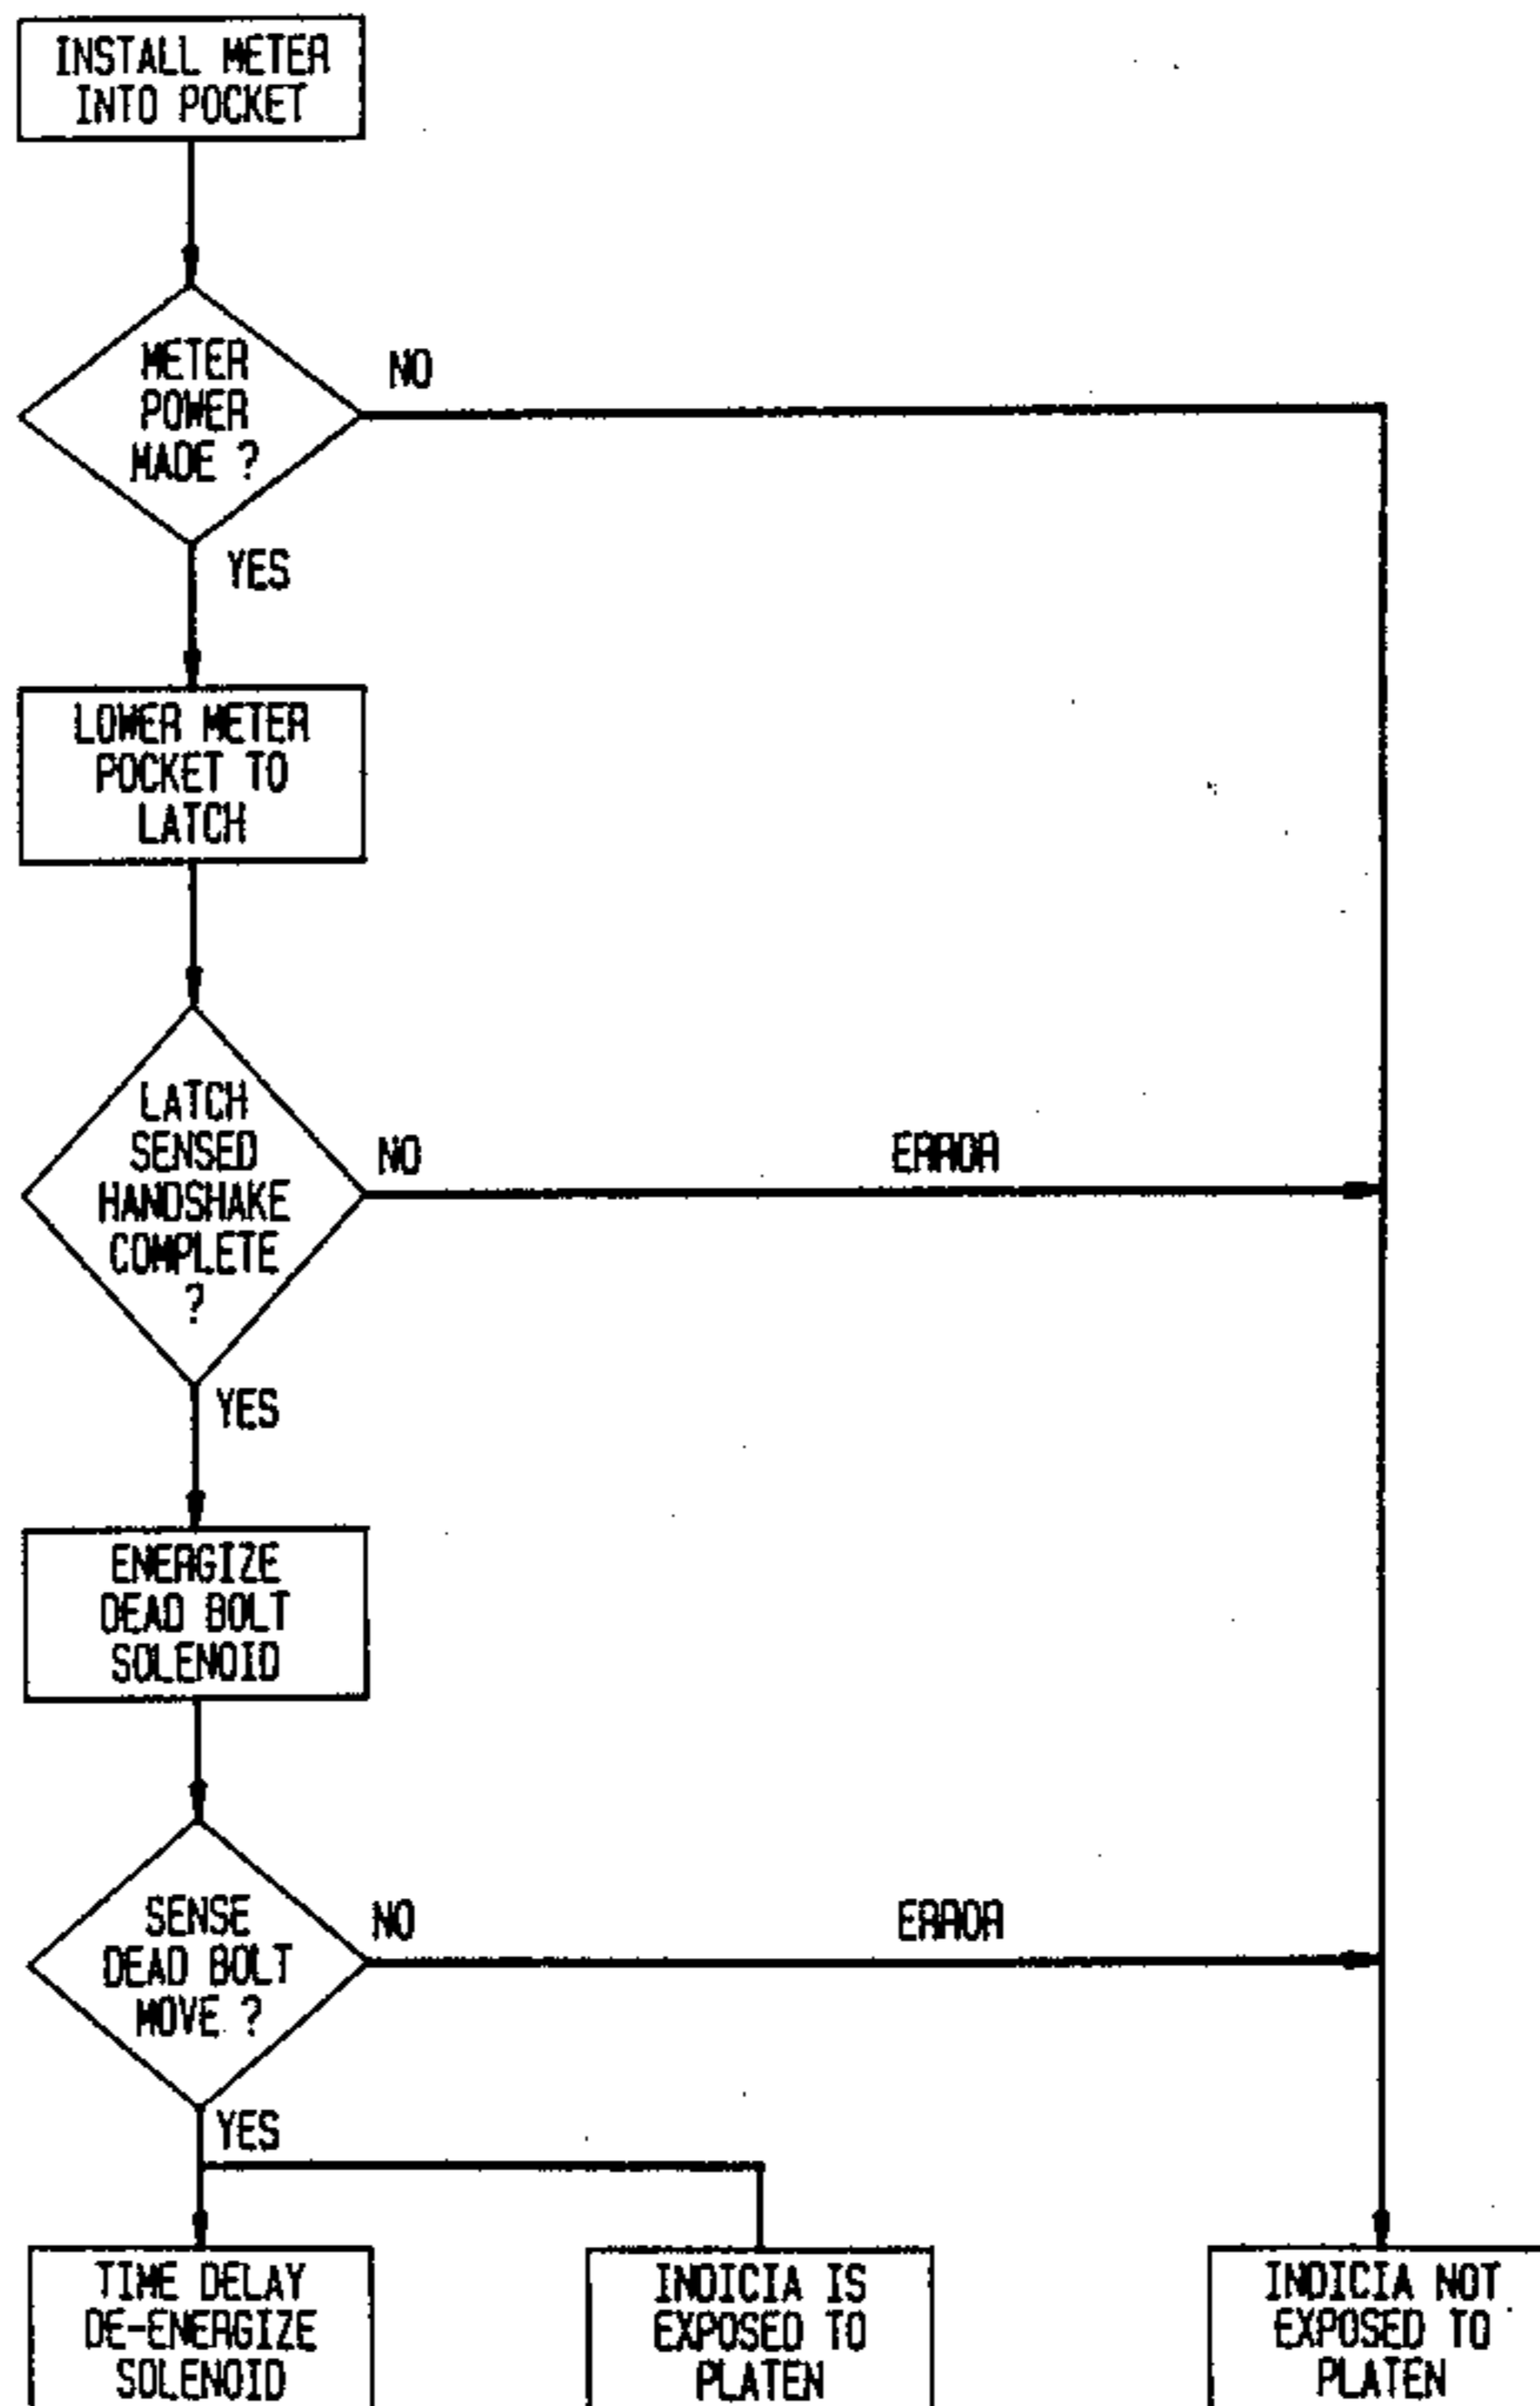 INSTALL METER
INTO POCKET
METER
POWER
MADE ?
NO
YES
LOWER METER
POCKET TO
LATCH
LATCH
SENSED
HANDSHAKE
COMPLETE
?
NO
ERROR
YES
ENERGIZE
DEAD BOLT
SOLENOID
SENSE
DEAD BOLT
MOVE ?
NO
ERROR
YES
TIME DELAY
DE-ENERGIZE
SOLENOID
INDICIA IS
EXPOSED TO
PLATEN
INDICIA NOT
EXPOSED TO
PLATEN